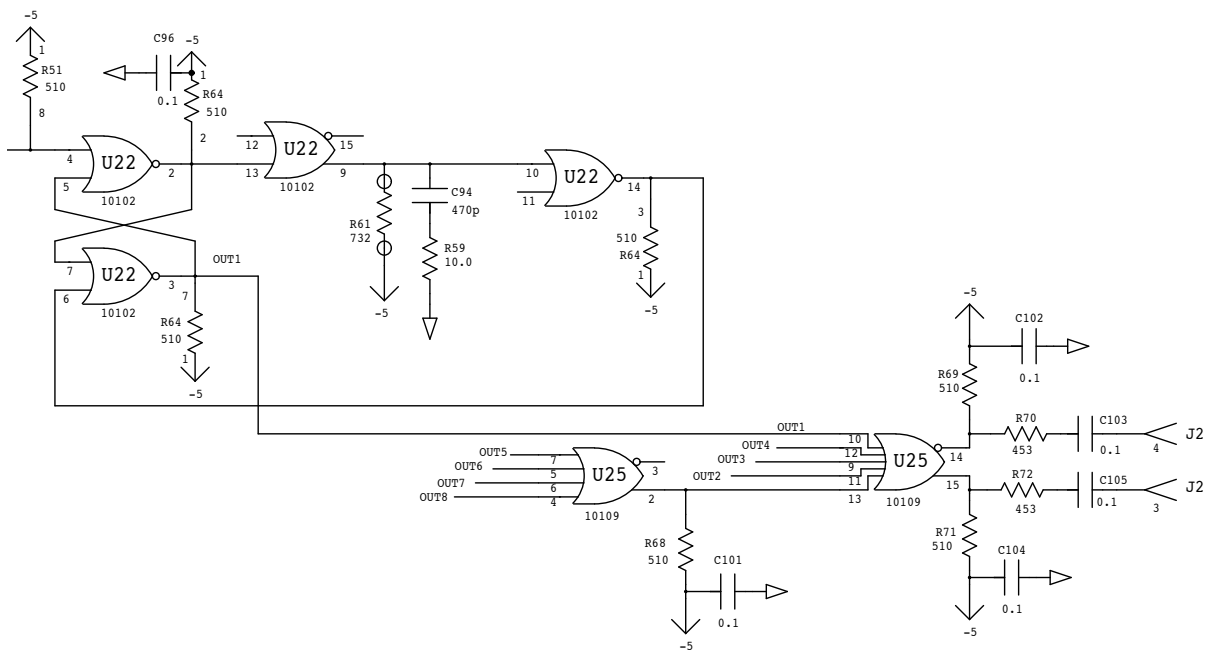 -5
1
R51
510
8
C96
-5
1
0.1
R64
510
2
4
U22
2
5
10102
12
U22
15
13
9
10102
10
U22
14
11
10102
3
510
R64
1
-5
R61
732
-5
C94
470p
R59
10.0
7
U22
3
OUT1
6
7
10102
R64
510
1
-5
OUT1
10
OUT4
12
OUT3
9
OUT2
11
13
U25
14
15
10109
OUT5
7
OUT6
5
OUT7
6
OUT8
4
U25
3
2
10109
R68
510
C101
0.1
-5
-5
C102
0.1
R69
510
R70
453
C103
0.1
4
J2
R72
453
C105
0.1
3
J2
R71
510
C104
0.1
-5